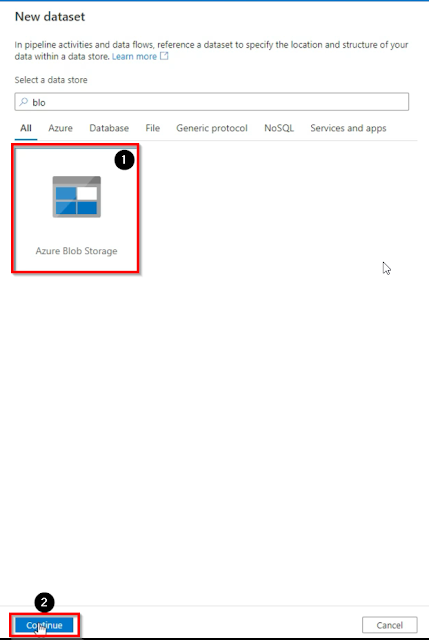 New dataset
In pipeline activities and data flows, reference a dataset to specify the location and structure of your
data within a data store. Learn more
Select a data store
blo
All Azure Database File Generic protocol NoSQL Services and apps
1
Azure Blob Storage
2
Continue Cancel